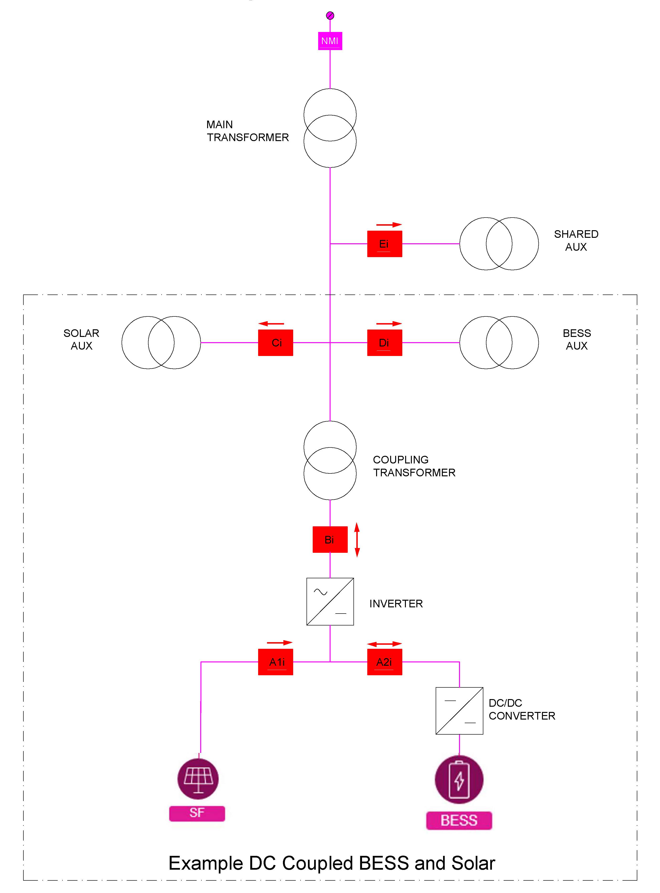 NMI
MAIN
TRANSFORMER
Ei
SHARED
AUX
SOLAR
AUX
Ci
Di
BESS
AUX
COUPLING
TRANSFORMER
Bi
INVERTER
A1i
A2i
DC/DC
CONVERTER
SF
BESS
Example DC Coupled BESS and Solar